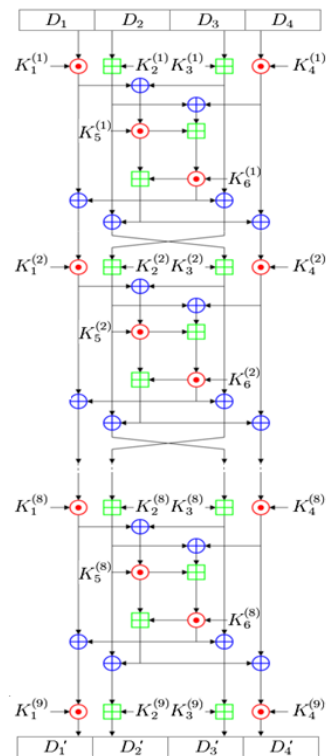 D₁ D₂ D₃ D₄
K₁⁽¹⁾ K₂⁽¹⁾ K₃⁽¹⁾ K₄⁽¹⁾
K₅⁽¹⁾
K₆⁽¹⁾
K₁⁽²⁾ K₂⁽²⁾ K₃⁽²⁾ K₄⁽²⁾
K₅⁽²⁾
K₆⁽²⁾
K₁⁽⁸⁾ K₂⁽⁸⁾ K₃⁽⁸⁾ K₄⁽⁸⁾
K₅⁽⁸⁾
K₆⁽⁸⁾
K₁⁽⁹⁾ K₂⁽⁹⁾ K₃⁽⁹⁾ K₄⁽⁹⁾
D₁′ D₂′ D₃′ D₄′